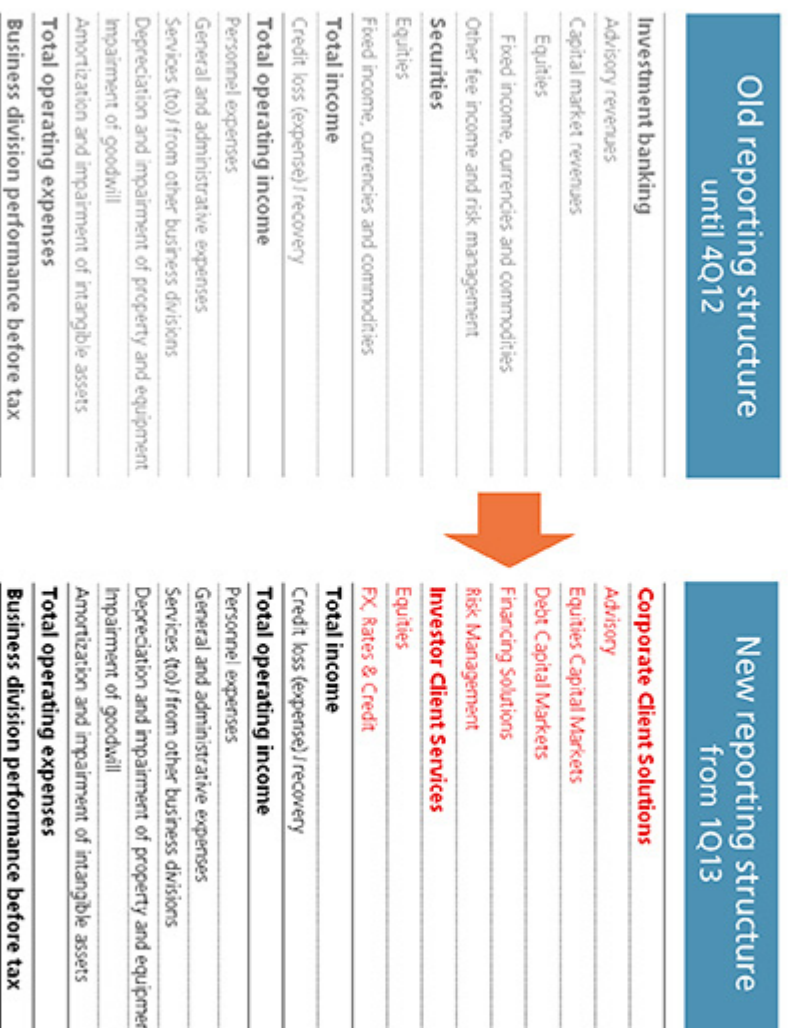 Old reporting structure
until 4Q12
Investment banking
Advisory revenues
Capital market revenues
Equities
Fixed income, currencies and commodities
Other fee income and risk management
Securities
Equities
Fixed income, currencies and commodities
Total income
Credit loss (expense) / recovery
Total operating income
Personnel expenses
General and administrative expenses
Services (to) / from other business divisions
Depreciation and impairment of property and equipment
Impairment of goodwill
Amortization and impairment of intangible assets
Total operating expenses
Business division performance before tax
New reporting structure
from 1Q13
Corporate Client Solutions
Advisory
Equities Capital Markets
Debt Capital Markets
Financing Solutions
Risk Management
Investor Client Services
Equities
FX, Rates & Credit
Total income
Credit loss (expense) / recovery
Total operating income
Personnel expenses
General and administrative expenses
Services (to) / from other business divisions
Depreciation and impairment of property and equipmen
Impairment of goodwill
Amortization and impairment of intangible assets
Total operating expenses
Business division performance before tax